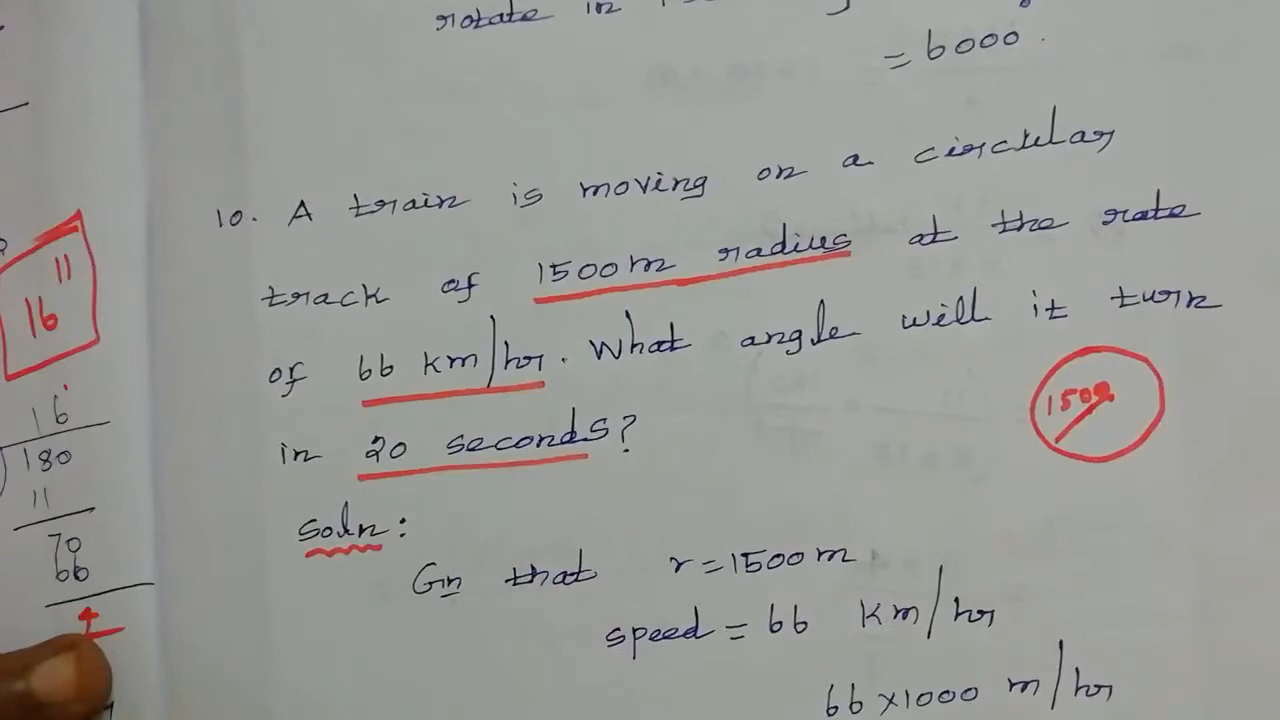 rotate in
= 6000.
10. A train is moving on a circular
track of 1500m radius at the rate
of 66 km/hr. What angle will it turn
in 20 seconds?
1500
Soln:
Gn that r = 1500 m
speed = 66 km/hr
66 × 1000 m/hr
11
16
16
180
11
70
66
4